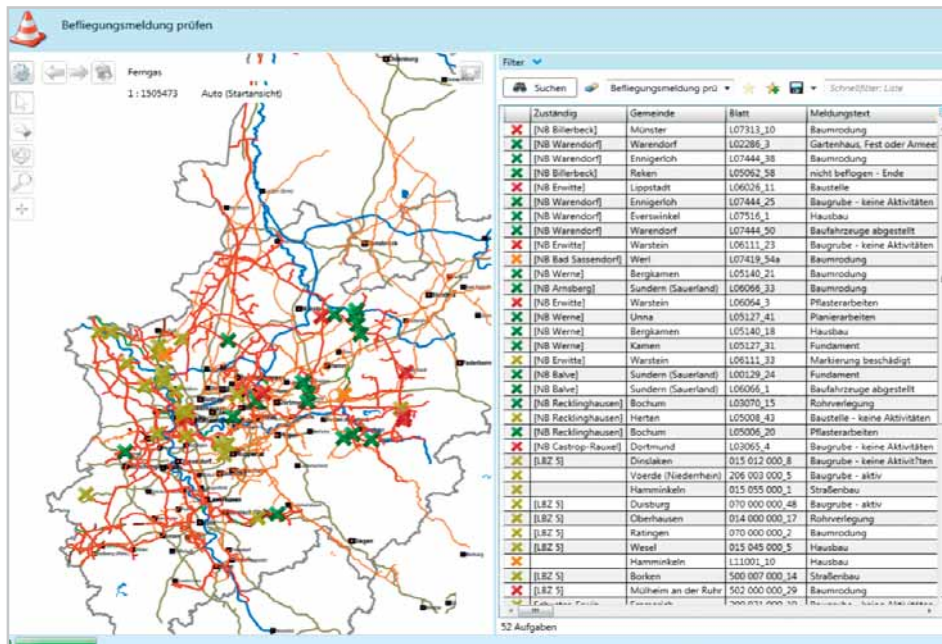 Befliegungsmeldung prüfen
Ferngas
1 : 1505473 Auto (Startansicht)
Filter
Suchen Befliegungsmeldung prü Schnellfilter: Liste
Zuständig Gemeinde Blatt Meldungstext
[NB Billerbeck] Münster L07313_10 Baumrodung
[NB Warendorf] Warendorf L02286_3 Gartenhaus, Fest oder Armee
[NB Warendorf] Ennigerloh L07444_38 Baumrodung
[NB Billerbeck] Reken L05062_58 nicht beflogen - Ende
[NB Erwitte] Lippstadt L06026_11 Baustelle
[NB Warendorf] Ennigerloh L07444_25 Baugrube - keine Aktivitäten
[NB Warendorf] Everswinkel L07516_1 Hausbau
[NB Warendorf] Warendorf L07444_50 Baufahrzeuge abgestellt
[NB Erwitte] Warstein L06111_23 Baugrube - keine Aktivitäten
[NB Bad Sassendorf] Werl L07419_54a Baumrodung
[NB Werne] Bergkamen L05140_21 Baumrodung
[NB Arnsberg] Sundern (Sauerland) L06066_33 Baumrodung
[NB Erwitte] Warstein L06064_3 Pflasterarbeiten
[NB Werne] Unna L05127_41 Planierarbeiten
[NB Werne] Bergkamen L05140_18 Hausbau
[NB Werne] Kamen L05127_31 Fundament
[NB Erwitte] Warstein L06111_33 Markierung beschädigt
[NB Balve] Sundern (Sauerland) L00129_24 Fundament
[NB Balve] Sundern (Sauerland) L06066_1 Baufahrzeuge abgestellt
[NB Recklinghausen] Bochum L03070_15 Rohrverlegung
[NB Recklinghausen] Herten L05008_43 Baustelle - keine Aktivitäten
[NB Recklinghausen] Bochum L05006_20 Pflasterarbeiten
[NB Castrop-Rauxel] Dortmund L03065_4 Baugrube - keine Aktivitäten
[LBZ 5] Dinslaken 015 012 000_8 Baugrube - keine Aktivit?ten
Voerde (Niederrhein) 206 003 000_5 Baugrube - aktiv
Hamminkeln 015 055 000_1 Straßenbau
[LBZ 5] Duisburg 070 000 000_48 Baugrube - aktiv
[LBZ 5] Oberhausen 014 000 000_17 Rohrverlegung
[LBZ 5] Ratingen 070 000 000_2 Baumrodung
[LBZ 5] Wesel 015 045 000_5 Hausbau
Hamminkeln L11001_10 Hausbau
[LBZ 5] Borken 500 007 000_14 Straßenbau
[LBZ 5] Mülheim an der Ruhr 502 000 000_29 Baumrodung
52 Aufgaben